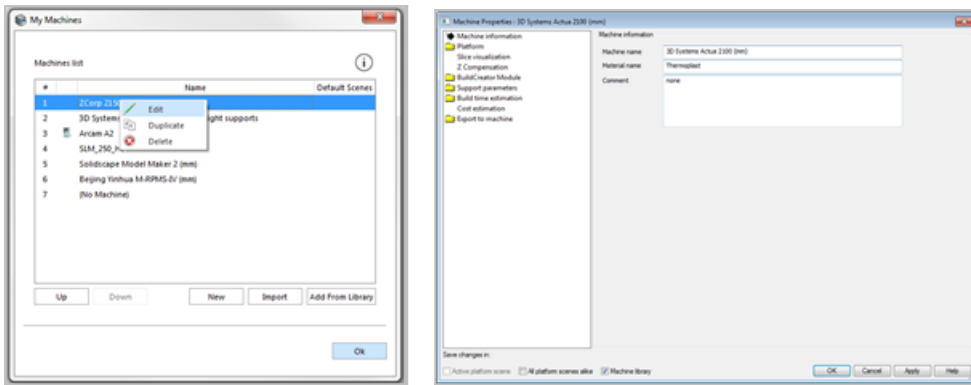 My Machines
Machines list
# Name Default Scenes
1 ZCorp Z15
2 3D Systems ight supports
3 Arcam A2
4 SLM_250_
5 Solidscape Model Maker 2 (mm)
6 Beijing Yinhua M-RPMS-IV (mm)
7 (No Machine)
Edit
Duplicate
Delete
Up Down New Import Add From Library
Ok
Machine Properties : 3D Systems Actua 2100 (mm)
Machine information
Platform
Slice visualization
Z Compensation
BuildCreator Module
Support parameters
Build time estimation
Cost estimation
Export to machine
Machine information
Machine name 3D Systems Actua 2100 (mm)
Material name Thermoplast
Comment none
Save changes in:
Active platform scene All platform scenes alike Machine library
OK Cancel Apply Help